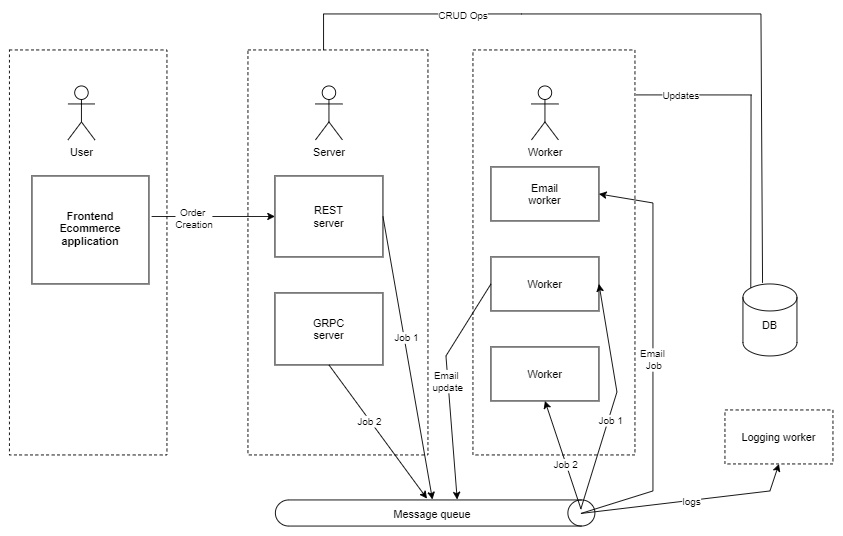 CRUD Ops
Updates
User
Server
Worker
Frontend
Ecommerce
application
Order
Creation
REST
server
Email
worker
Worker
GRPC
server
DB
Job 1
Email
Job
Worker
Email
update
Job 2
Job 1
Logging worker
Job 2
logs
Message queue